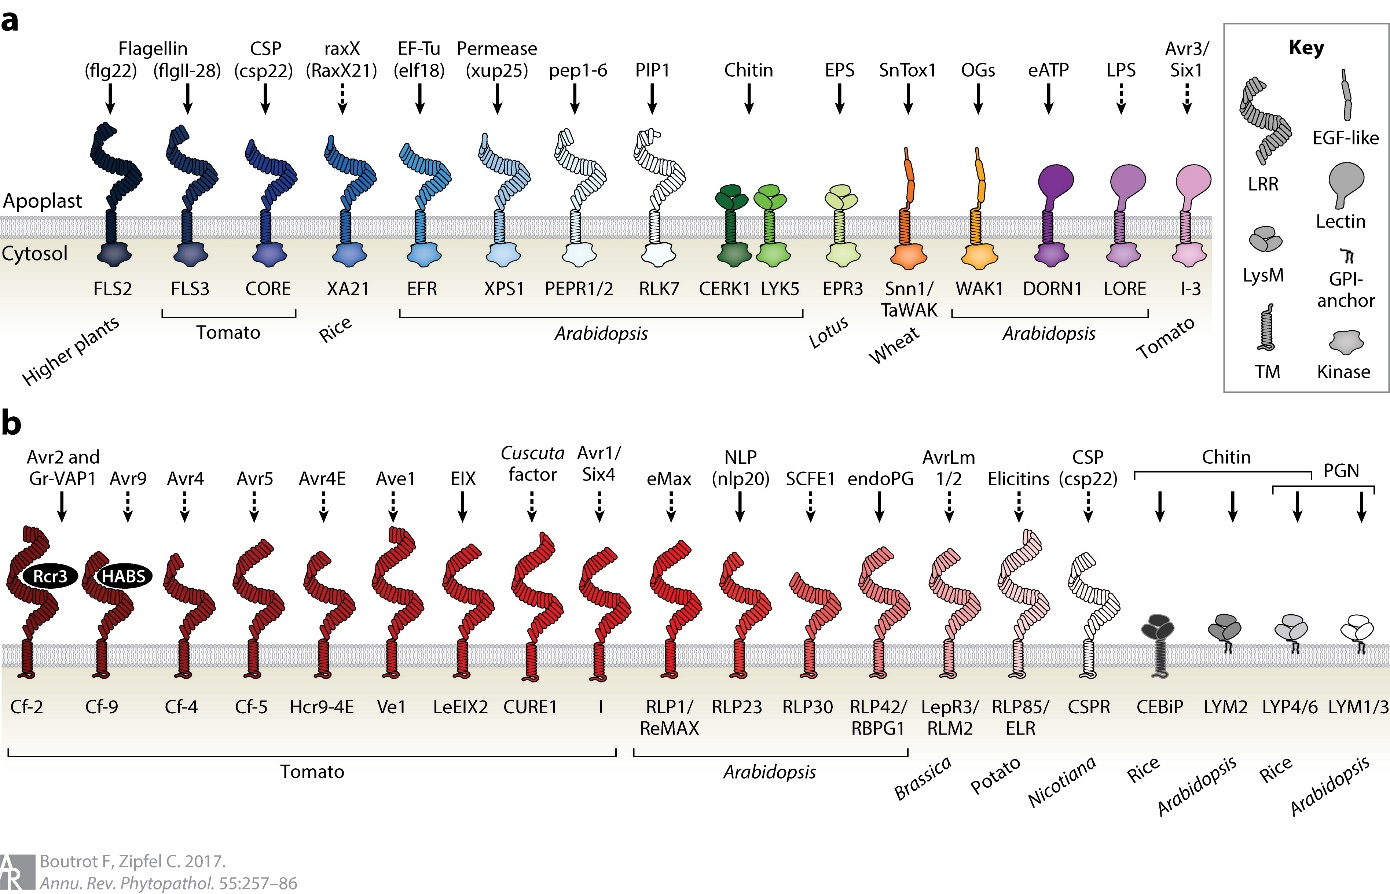 a
Flagellin CSP raxX EF-Tu Permease Avr3/
(flg22) (flgII-28) (csp22) (RaxX21) (elf18) (xup25) pep1-6 PIP1 Chitin EPS SnTox1 OGs eATP LPS Six1
Apoplast
Cytosol
FLS2 FLS3 CORE XA21 EFR XPS1 PEPR1/2 RLK7 CERK1 LYK5 EPR3 Snn1/ WAK1 DORN1 LORE I-3
TaWAK
Higher plants Tomato Rice Arabidopsis Lotus Wheat Arabidopsis Tomato
Key
EGF-like
LRR
Lectin
LysM
GPI-
anchor
TM Kinase
b
Avr2 and Cuscuta Avr1/ NLP AvrLm CSP Chitin
Gr-VAP1 Avr9 Avr4 Avr5 Avr4E Ave1 EIX factor Six4 eMax (nlp20) SCFE1 endoPG 1/2 Elicitins (csp22) PGN
Rcr3 HABS
Cf-2 Cf-9 Cf-4 Cf-5 Hcr9-4E Ve1 LeEIX2 CURE1 I RLP1/ RLP23 RLP30 RLP42/ LepR3/ RLP85/ CSPR CEBiP LYM2 LYP4/6 LYM1/3
ReMAX RBPG1 RLM2 ELR
Tomato Arabidopsis Brassica Potato Nicotiana Rice Arabidopsis Rice Arabidopsis
AR Boutrot F, Zipfel C. 2017.
Annu. Rev. Phytopathol. 55:257–86